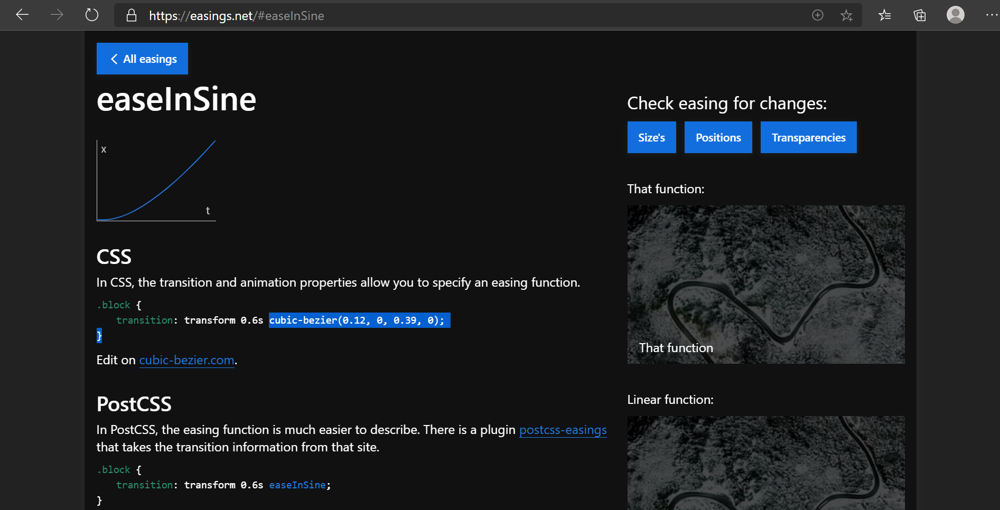 https://easings.net/#easeInSine
All easings
easeInSine
x
t
CSS
In CSS, the transition and animation properties allow you to specify an easing function.
.block {
transition: transform 0.6s cubic-bezier(0.12, 0, 0.39, 0);
}
Edit on cubic-bezier.com.
PostCSS
In PostCSS, the easing function is much easier to describe. There is a plugin postcss-easings
that takes the transition information from that site.
.block {
transition: transform 0.6s easeInSine;
}
Check easing for changes:
Size's
Positions
Transparencies
That function:
That function
Linear function: